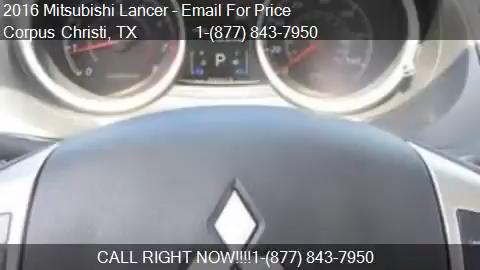 2016 Mitsubishi Lancer - Email For Price
Corpus Christi, TX 1-(877) 843-7950
P
CALL RIGHT NOW!!!!1-(877) 843-7950